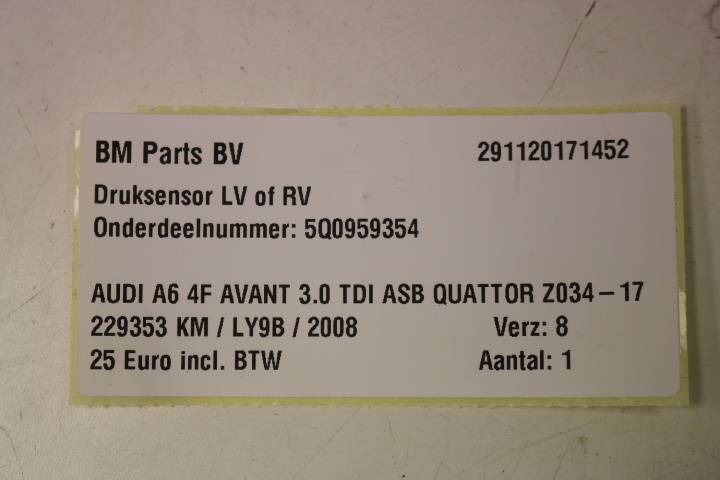 BM Parts BV 291120171452
Druksensor LV of RV
Onderdeelnummer: 5Q0959354
AUDI A6 4F AVANT 3.0 TDI ASB QUATTOR Z034-17
229353 KM / LY9B / 2008 Verz: 8
25 Euro incl. BTW Aantal: 1